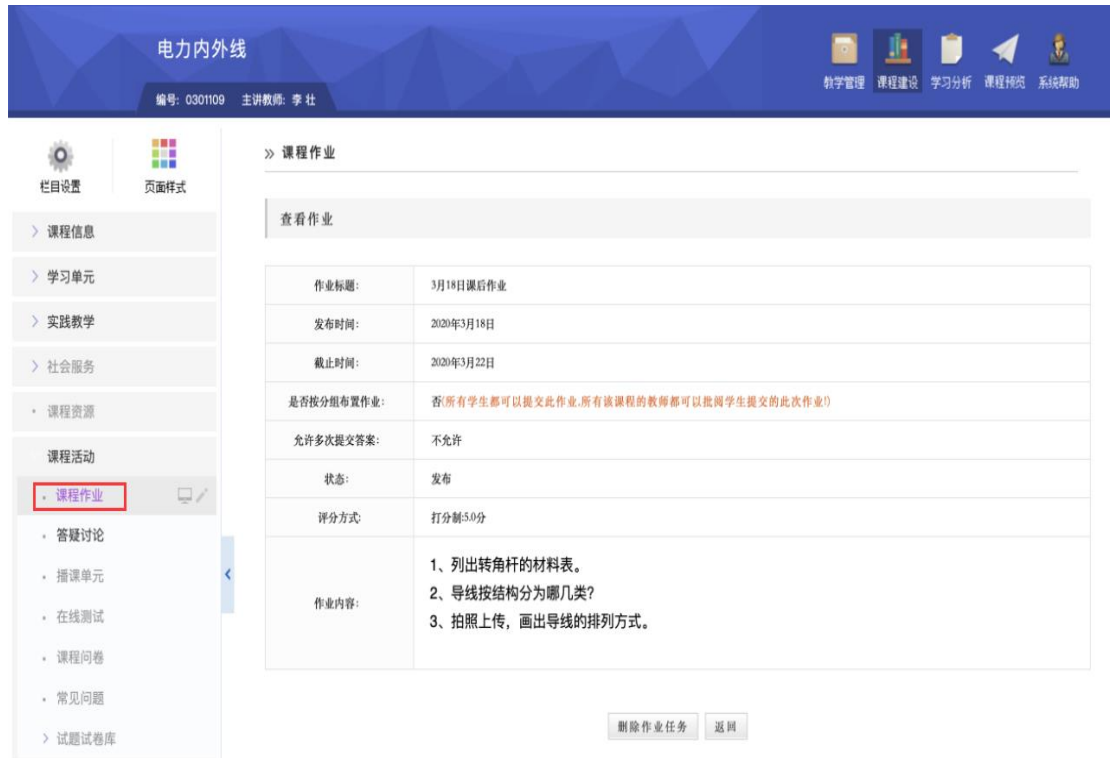 电力内外线
编号: 0301109 主讲教师: 李壮
教学管理 课程建设 学习分析 课程预览 系统帮助
栏目设置 页面样式
课程信息
学习单元
实践教学
社会服务
课程资源
课程活动
课程作业
答疑讨论
播课单元
在线测试
课程问卷
常见问题
试题试卷库
» 课程作业
查看作业
作业标题: 3月18日课后作业
发布时间: 2020年3月18日
截止时间: 2020年3月22日
是否按分组布置作业: 否(所有学生都可以提交此作业,所有该课程的教师都可以批阅学生提交的此次作业!)
允许多次提交答案: 不允许
状态: 发布
评分方式: 打分制:5.0分
作业内容:
1、列出转角杆的材料表。
2、导线按结构分为哪几类?
3、拍照上传，画出导线的排列方式。
删除作业任务 返回